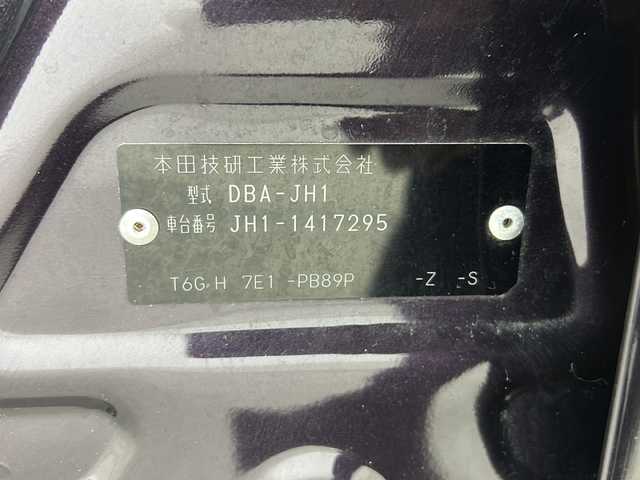 本田技研工業株式会社
型式 DBA-JH1
車台番号 JH1-1417295
T6G,H 7E1 -PB89P -Z -S